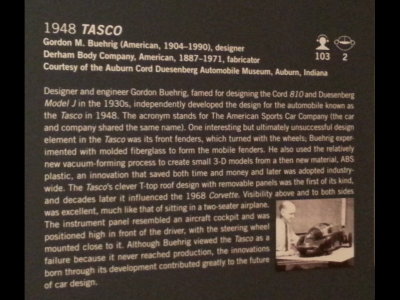 1948 TASCO
Gordon M. Buehrig (American, 1904–1990), designer
Derham Body Company, American, 1887–1971, fabricator
Courtesy of the Auburn Cord Duesenberg Automobile Museum, Auburn, Indiana
103 2
Designer and engineer Gordon Buehrig, famed for designing the Cord 810 and Duesenberg
Model J in the 1930s, independently developed the design for the automobile known as
the Tasco in 1948. The acronym stands for The American Sports Car Company (the car
and company shared the same name). One interesting but ultimately unsuccessful design
element in the Tasco was its front fenders, which turned with the wheels; Buehrig exper-
imented with molded fiberglass to form the mobile fenders. He also used the relatively
new vacuum-forming process to create small 3-D models from a then new material, ABS
plastic, an innovation that saved both time and money and later was adopted industry-
wide. The Tasco's clever T-top roof design with removable panels was the first of its kind,
and decades later it influenced the 1968 Corvette. Visibility above and to both sides
was excellent, much like that of sitting in a two-seater airplane.
The instrument panel resembled an aircraft cockpit and was
positioned high in front of the driver, with the steering wheel
mounted close to it. Although Buehrig viewed the Tasco as a
failure because it never reached production, the innovations
born through its development contributed greatly to the future
of car design.